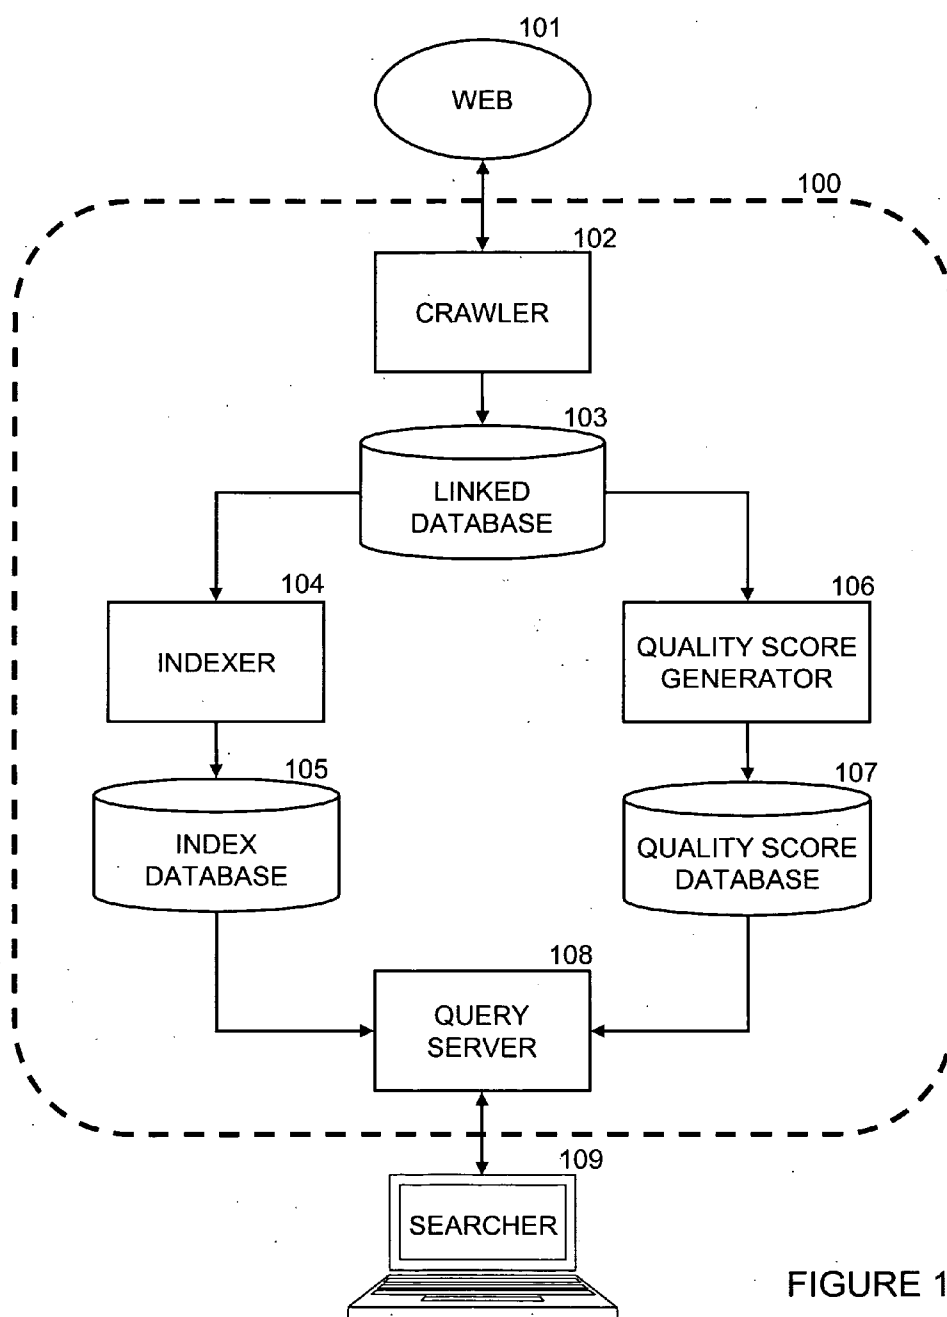 101
WEB
100
102
CRAWLER
103
LINKED
DATABASE
104
INDEXER
106
QUALITY SCORE
GENERATOR
105
INDEX
DATABASE
107
QUALITY SCORE
DATABASE
108
QUERY
SERVER
109
SEARCHER
FIGURE 1